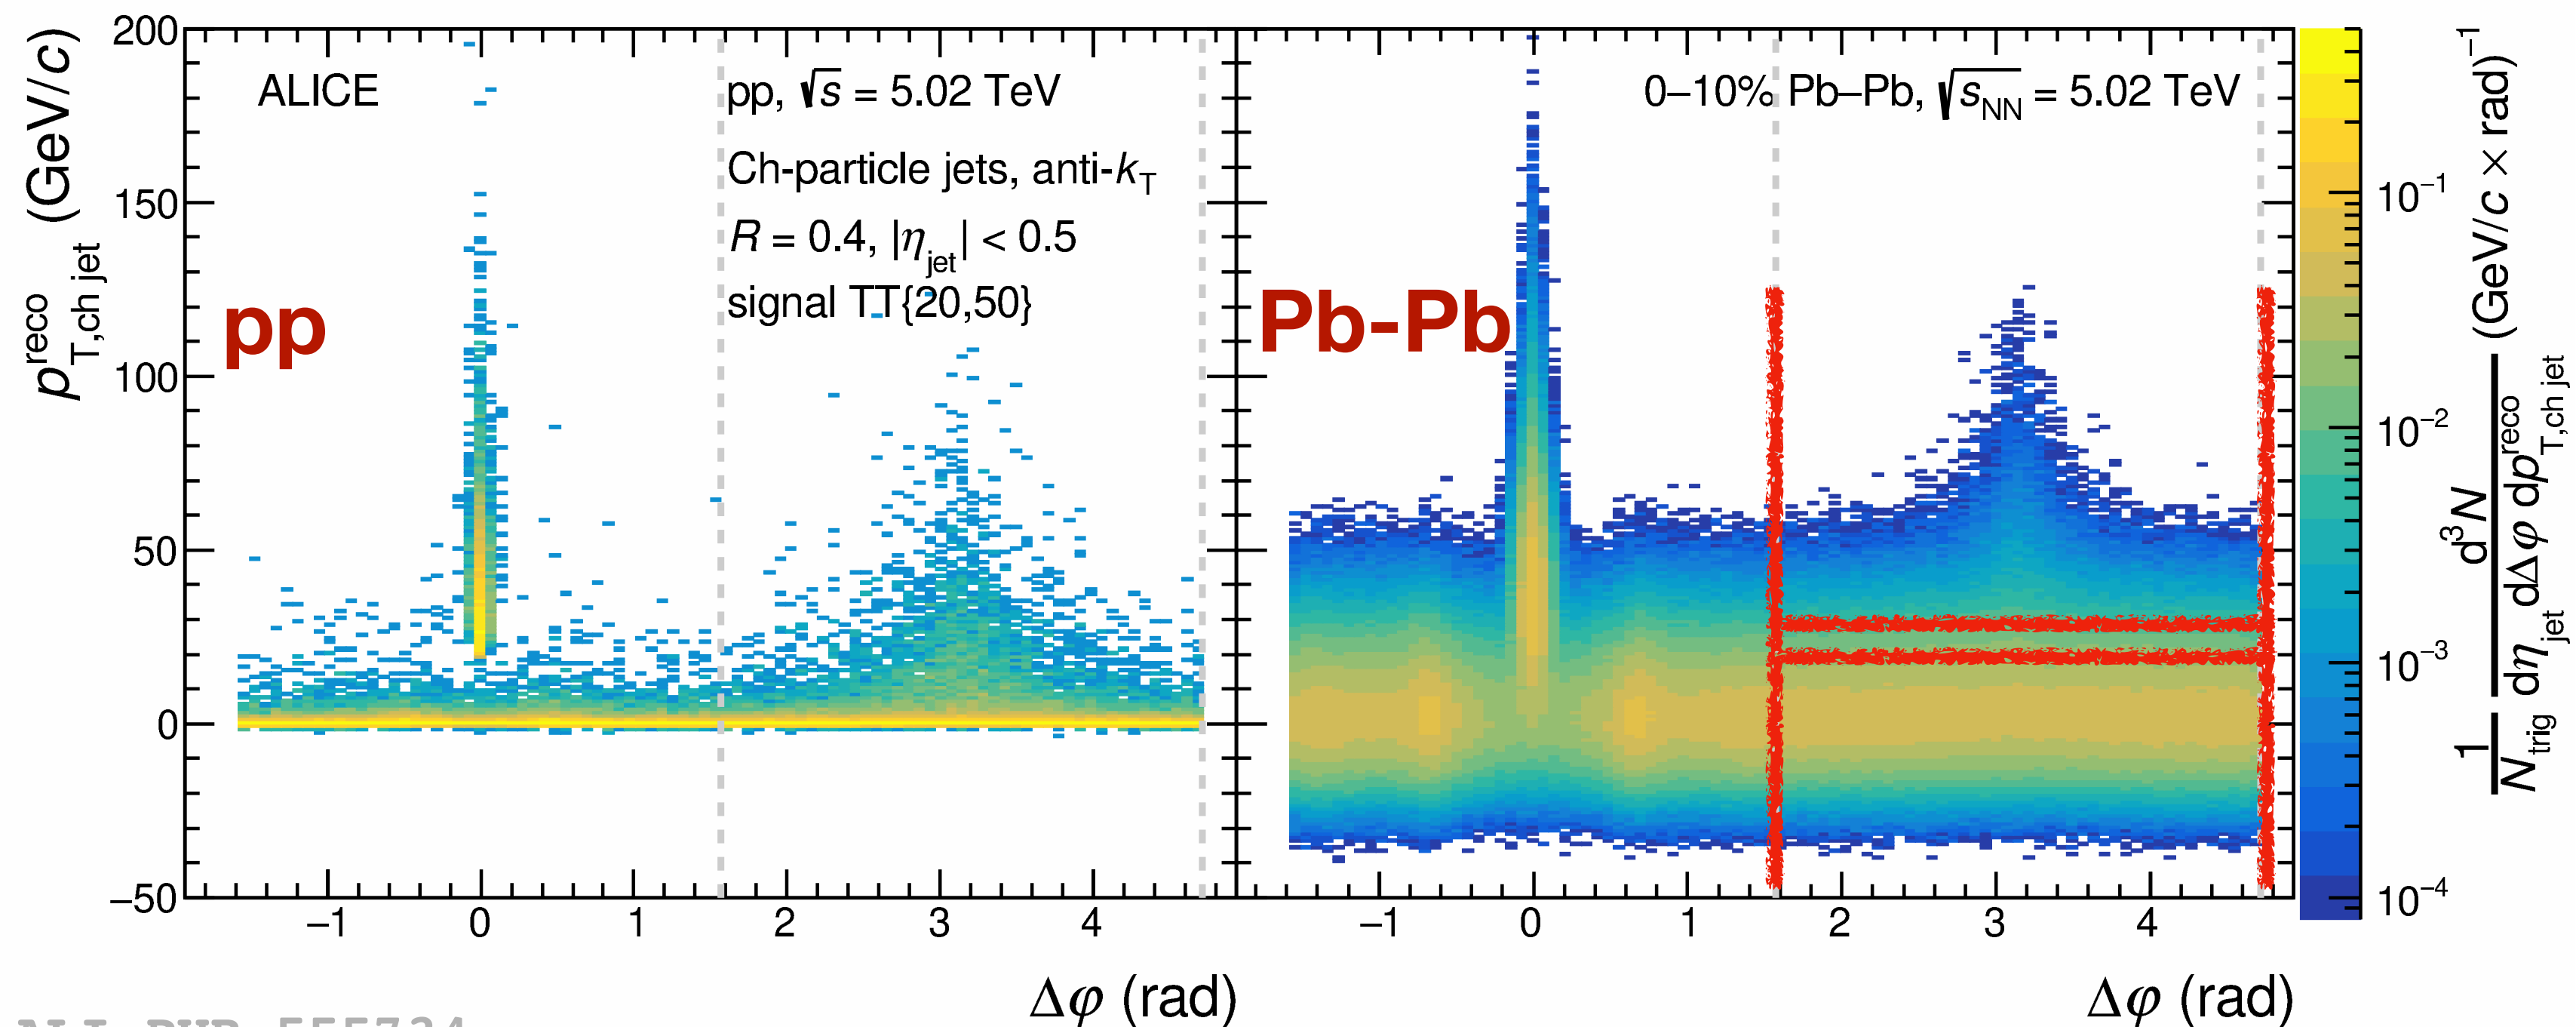 ALICE
pp, √s = 5.02 TeV
Ch-particle jets, anti-kT
R = 0.4, |ηjet| < 0.5
signal TT{20,50}
pp
0–10% Pb–Pb, √sNN = 5.02 TeV
Pb-Pb
p reco T,ch jet (GeV/c)
200
150
100
50
0
−50
−1 0 1 2 3 4
−1 0 1 2 3 4
Δφ (rad)
Δφ (rad)
10−1
10−2
10−3
10−4
1/Ntrig d3N/dηjet dΔφ dp reco T,ch jet (GeV/c × rad)−1